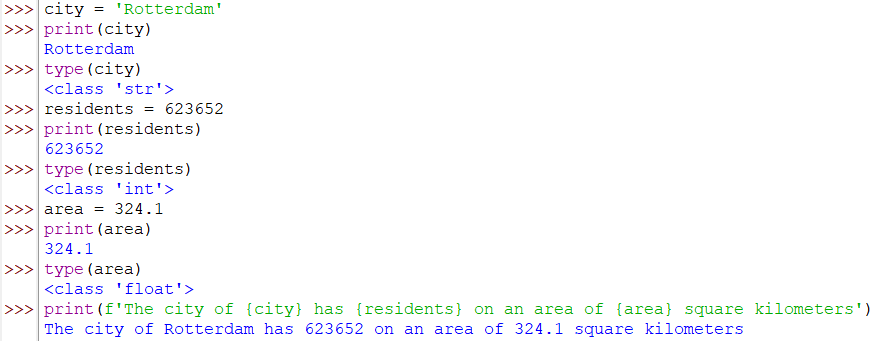 >>> city = 'Rotterdam'
>>> print(city)
Rotterdam
>>> type(city)
<class 'str'>
>>> residents = 623652
>>> print(residents)
623652
>>> type(residents)
<class 'int'>
>>> area = 324.1
>>> print(area)
324.1
>>> type(area)
<class 'float'>
>>> print(f'The city of {city} has {residents} on an area of {area} square kilometers')
The city of Rotterdam has 623652 on an area of 324.1 square kilometers